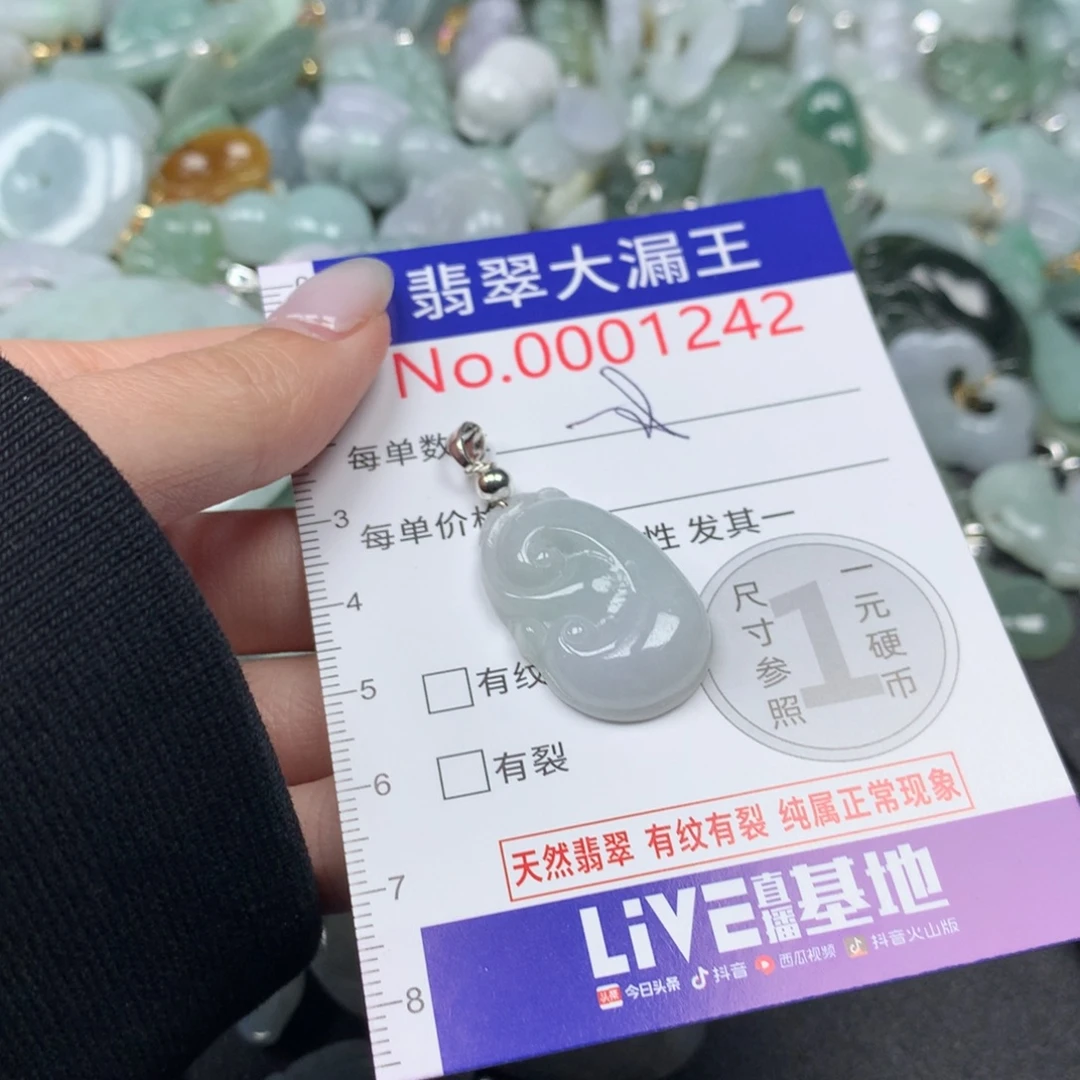 翡翠大漏王
No.0001242
每单数
每单价格
性 发其一
3
4
5
6
7
8
尺寸参照
1
一元硬币
有纹
有裂
天然翡翠 有纹有裂 纯属正常现象
LiVE直播基地
头条 今日头条 抖音 西瓜视频 抖音火山版